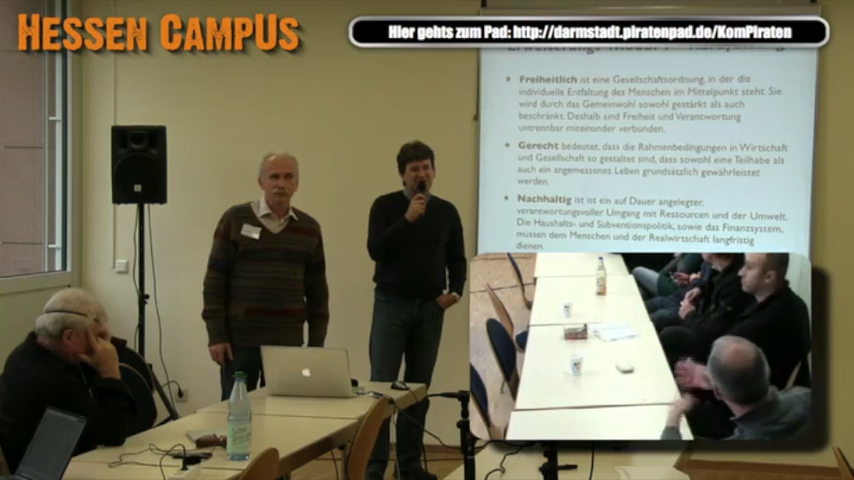 HESSEN CAMPUS
Hier gehts zum Pad: http://darmstadt.piratenpad.de/KomPiraten
• Freiheitlich ist eine Gesellschaftsordnung, in der die
individuelle Entfaltung des Menschen im Mittelpunkt steht. Sie
wird durch das Gemeinwohl sowohl gestärkt als auch
beschränkt. Deshalb sind Freiheit und Verantwortung
untrennbar miteinander verbunden.
• Gerecht bedeutet, dass die Rahmenbedingungen in Wirtschaft
und Gesellschaft so gestaltet sind, dass sowohl eine Teilhabe als
auch ein angemessenes Leben grundsätzlich gewährleistet
werden.
• Nachhaltig ist ist ein auf Dauer angelegter,
verantwortungsvoller Umgang mit Ressourcen und der Umwelt.
Die Haushalts- und Subventionspolitik, sowie das Finanzsystem,
müssen dem Menschen und der Realwirtschaft langfristig
dienen.